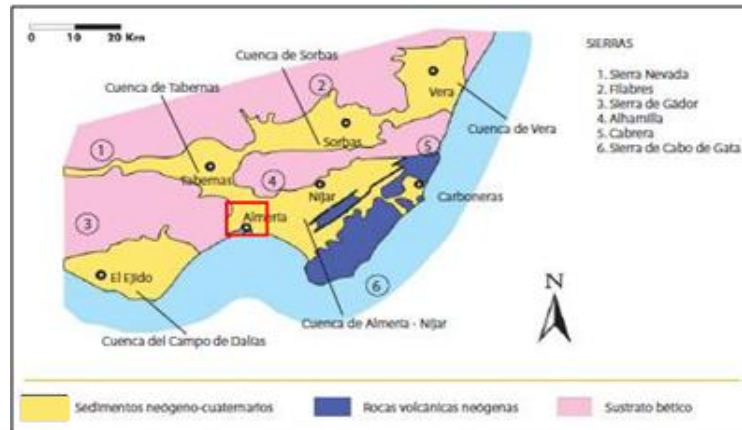 0 10 20 Km
SIERRAS
1. Sierra Nevada
2. Filabres
3. Sierra de Gádor
4. Alhamilla
5. Cabrera
6. Sierra de Cabo de Gata
Cuenca de Sorbas
Cuenca de Tabernas
2
Vera
Cuenca de Vera
Sorbas
1
Tabernas
5
4
Níjar
Carboneras
3
Almería
N
6
El Ejido
Cuenca de Almería - Níjar
Cuenca del Campo de Dalías
Sedimentos neógeno-cuaternarios
Rocas volcánicas neógenas
Sustrato bético